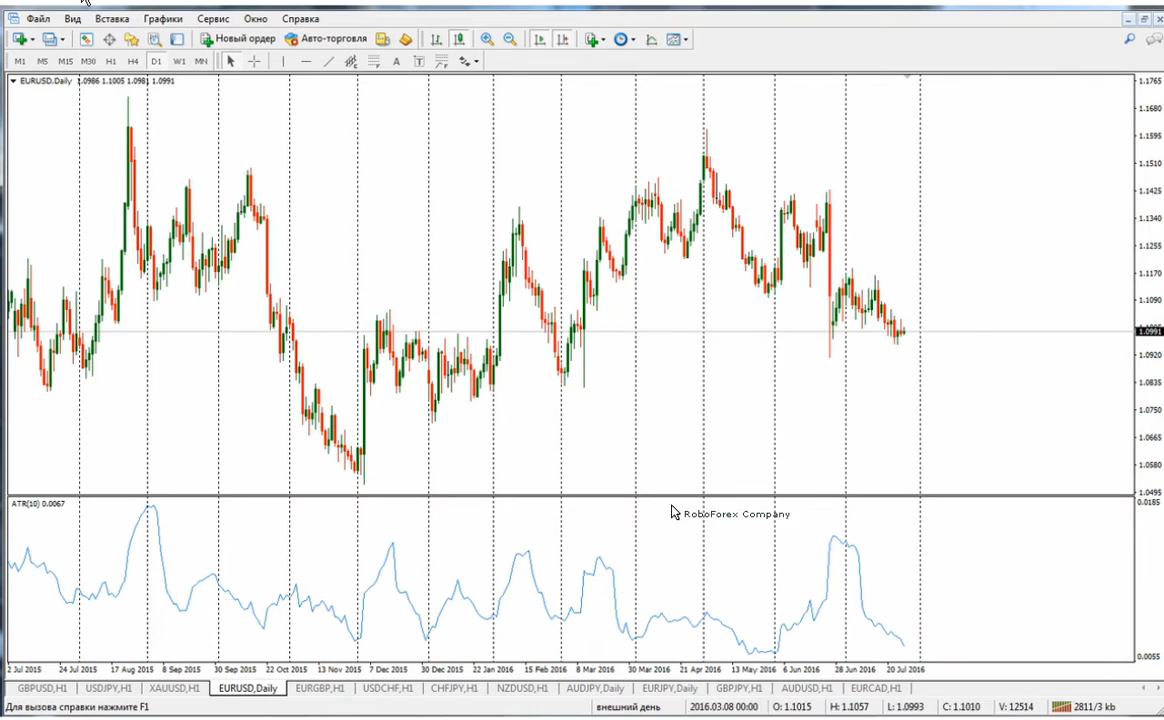 Файл Вид Вставка Графики Сервис Окно Справка
Новый ордер Авто-торговля
M1 M5 M15 M30 H1 H4 D1 W1 MN A T
EURUSD.Daily 1.0986 1.1005 1.0981 1.0991
1.1765
1.1680
1.1595
1.1510
1.1425
1.1340
1.1255
1.1170
1.1090
1.0991
1.0920
1.0835
1.0750
1.0665
1.0580
1.0495
ATR(10) 0.0067
0.0185
RoboForex Company
0.0055
2 Jul 2015 24 Jul 2015 17 Aug 2015 8 Sep 2015 30 Sep 2015 22 Oct 2015 13 Nov 2015 7 Dec 2015 30 Dec 2015 22 Jan 2016 15 Feb 2016 8 Mar 2016 30 Mar 2016 21 Apr 2016 13 May 2016 6 Jun 2016 28 Jun 2016 20 Jul 2016
GBPUSD,H1 USDJPY,H1 XAUUSD,H1 EURUSD,Daily EURGBP,H1 USDCHF,H1 CHFJPY,H1 NZDUSD,H1 AUDJPY,Daily EURJPY,Daily GBPJPY,H1 AUDUSD,H1 EURCAD,H1
Для вызова справки нажмите F1 внешний день 2016.03.08 00:00 O: 1.1015 H: 1.1057 L: 1.0993 C: 1.1010 V: 12514 2811/3 kb